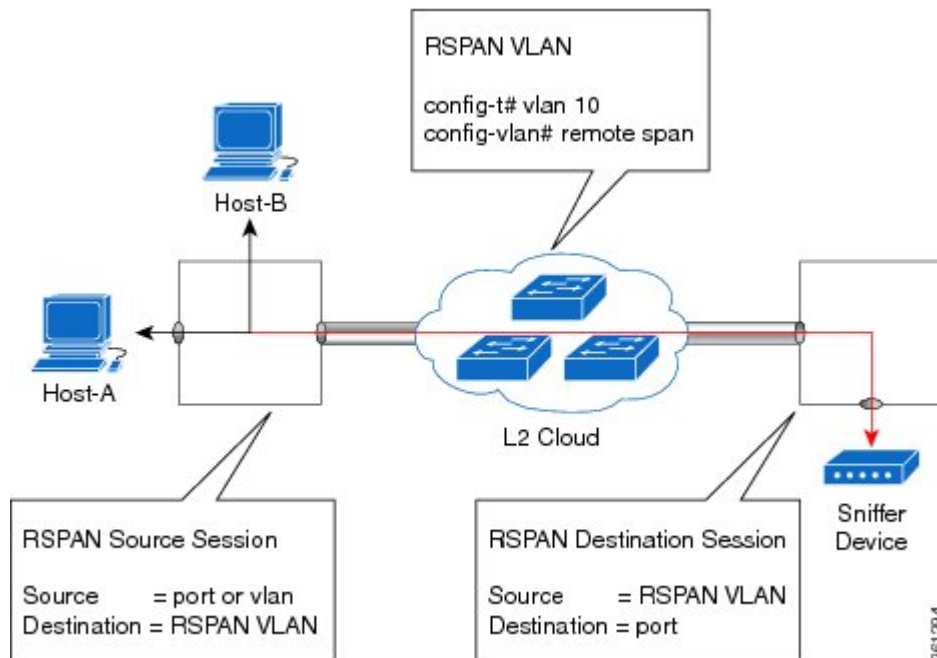 RSPAN VLAN
config-t# vlan 10
config-vlan# remote span
Host-B
Host-A
L2 Cloud
Sniffer
Device
RSPAN Source Session
Source = port or vlan
Destination = RSPAN VLAN
RSPAN Destination Session
Source = RSPAN VLAN
Destination = port